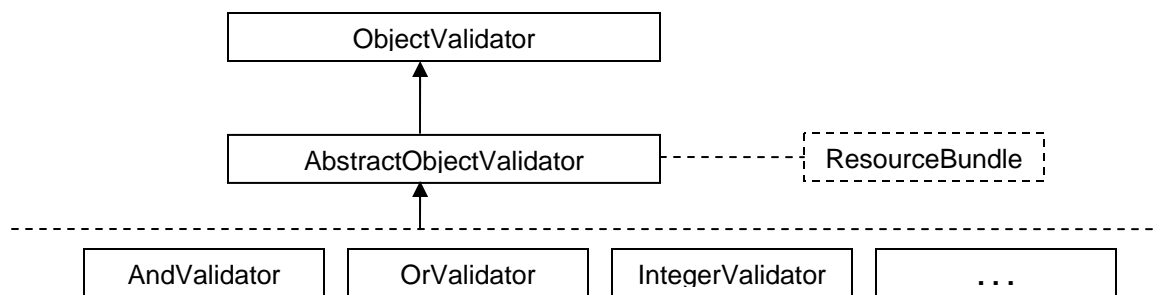 ObjectValidator
AbstractObjectValidator
ResourceBundle
AndValidator
OrValidator
IntegerValidator
...